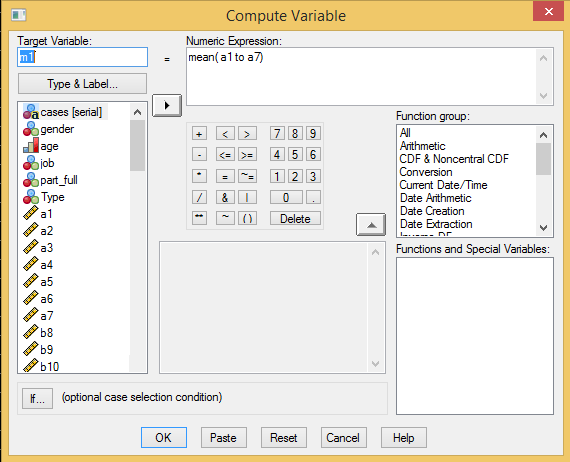 Compute Variable
Target Variable:
m1
=
Numeric Expression:
mean( a1 to a7)
Type & Label...
cases [serial]
gender
age
job
part_full
Type
a1
a2
a3
a4
a5
a6
a7
b8
b9
b10
+ < > 7 8 9
- <= >= 4 5 6
* = ~= 1 2 3
/ & | 0 .
** ~ ( ) Delete
Function group:
All
Arithmetic
CDF & Noncentral CDF
Conversion
Current Date/Time
Date Arithmetic
Date Creation
Date Extraction
Functions and Special Variables:
If...
(optional case selection condition)
OK
Paste
Reset
Cancel
Help